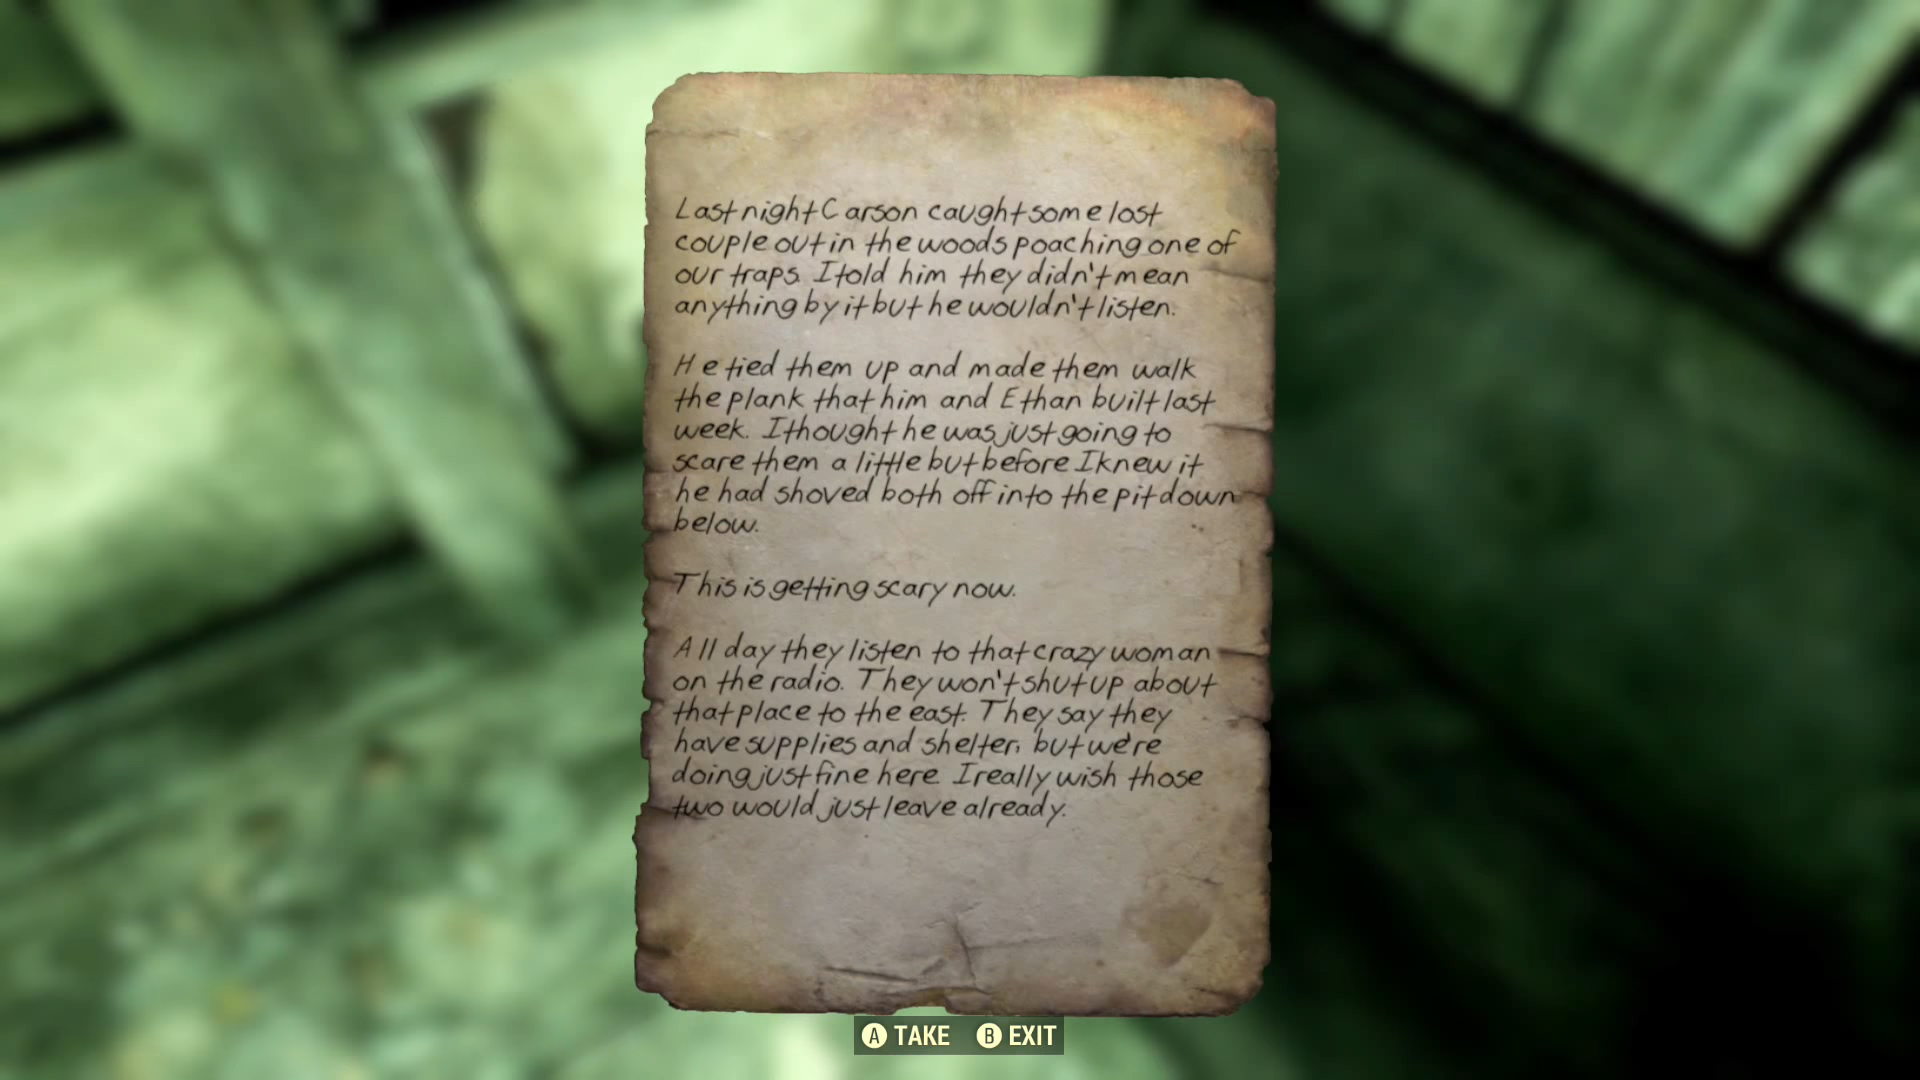 Last night Carson caught some lost
couple out in the woods poaching one of
our traps. I told him they didn't mean
anything by it but he wouldn't listen.
He tied them up and made them walk
the plank that him and Ethan built last
week. I thought he was just going to
scare them a little but before I knew it
he had shoved both off into the pit down
below.
This is getting scary now.
All day they listen to that crazy woman
on the radio. They won't shut up about
that place to the east. They say they
have supplies and shelter, but we're
doing just fine here. I really wish those
two would just leave already.
A TAKE B EXIT